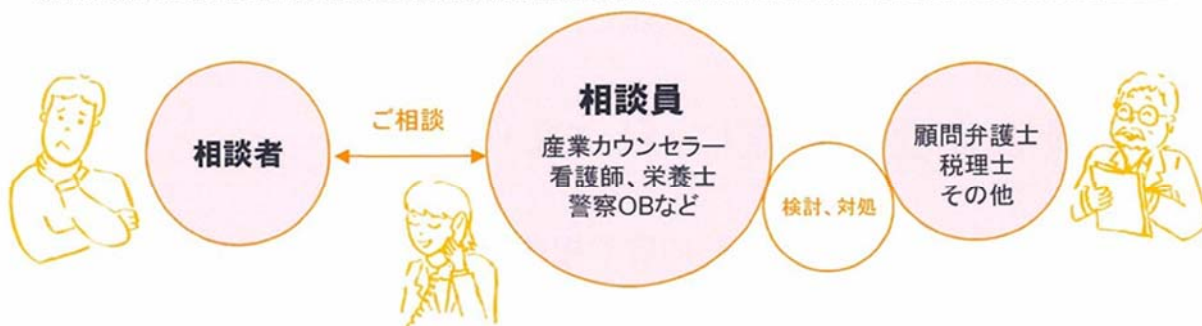 相談者
ご相談
相談員
産業カウンセラー
看護師、栄養士
警察OBなど
検討、対処
顧問弁護士
税理士
その他